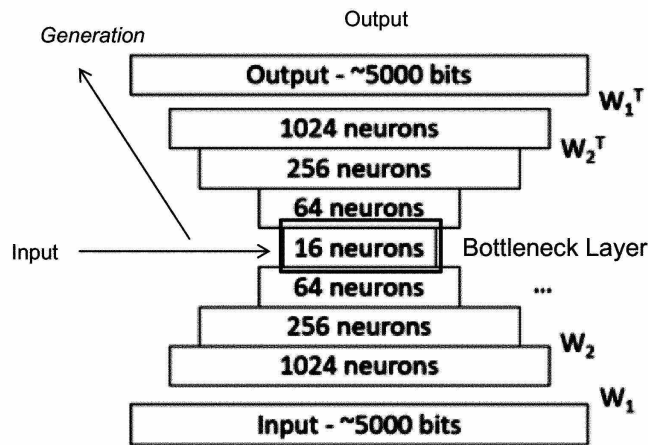 Output
Generation
Output - ~5000 bits
W₁ᵀ
1024 neurons
W₂ᵀ
256 neurons
64 neurons
Input
16 neurons
Bottleneck Layer
64 neurons
...
256 neurons
W₂
1024 neurons
W₁
Input - ~5000 bits